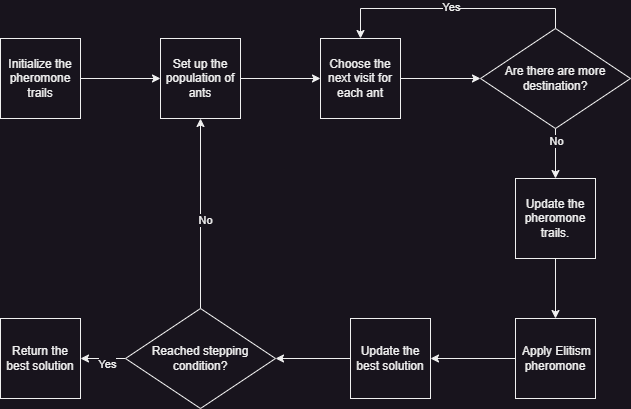 Yes
Initialize the
pheromone
trails
Set up the
population of
ants
Choose the
next visit for
each ant
Are there are more
destination?
No
Update the
pheromone
trails.
No
Return the
best solution
Yes
Reached stepping
condition?
Update the
best solution
Apply Elitism
pheromone